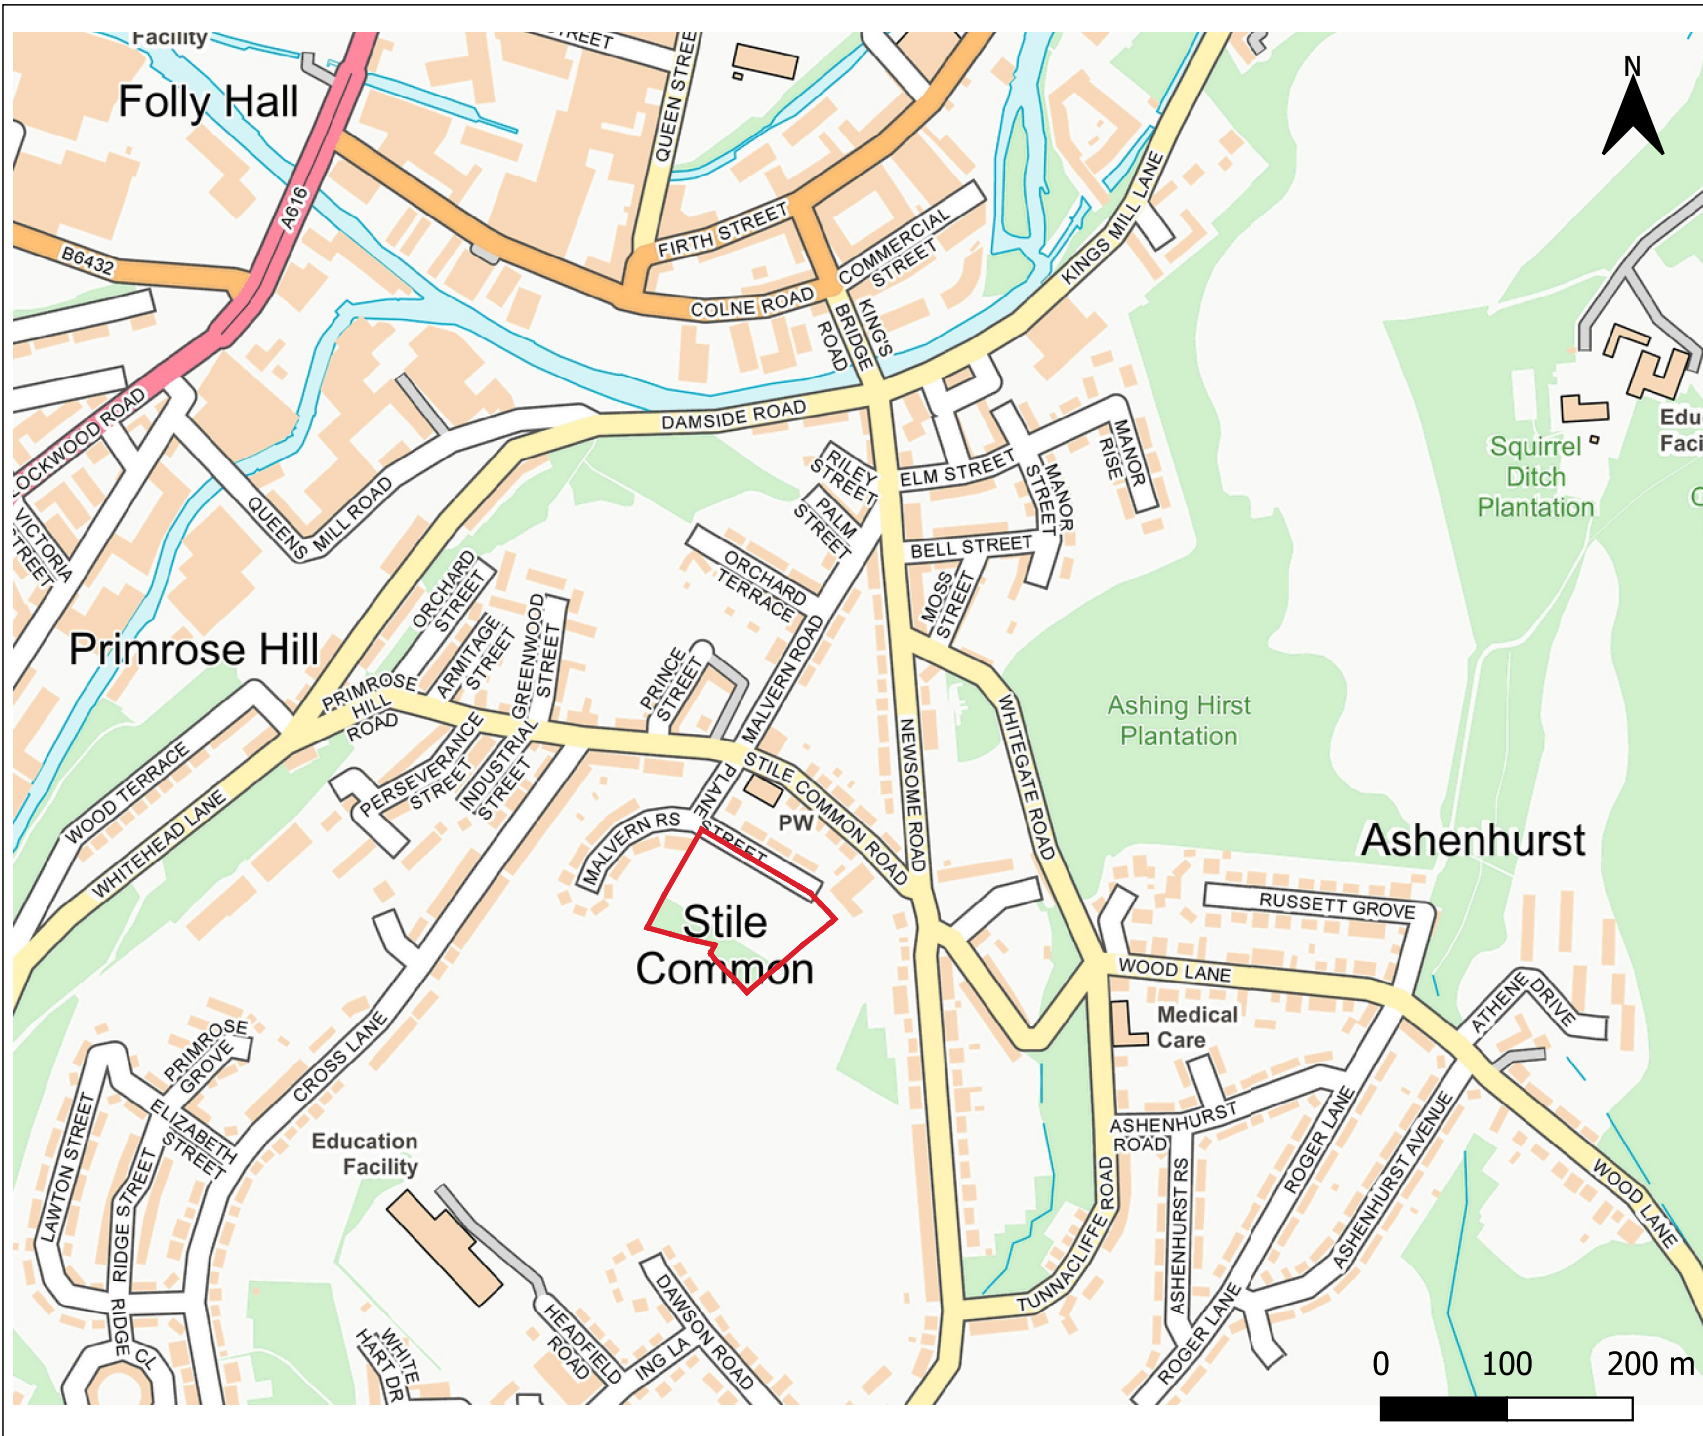 Facility
STREET
Folly Hall
QUEEN STREE
N
A616
B6432
FIRTH STREET
COMMERCIAL
STREET
KINGS MILL LANE
COLNE ROAD
KING'S
BRIDGE
ROAD
LOCKWOOD ROAD
DAMSIDE ROAD
Squirrel
Ditch
Plantation
Edu
Faci
C
RILEY
STREET
PALM
STREET
ELM STREET
MANOR
RISE
MANOR
STREET
BELL STREET
MOSS
STREET
QUEENS
MILL ROAD
VICTORIA
STREET
ORCHARD
TERRACE
ORCHARD
STREET
ARMITAGE
STREET
GREENWOOD
STREET
Primrose Hill
PRIMROSE
HILL
ROAD
PRINCE
STREET
MALVERN ROAD
Ashing Hirst
Plantation
WHITEGATE ROAD
NEWSOME ROAD
PERSEVERANCE
STREET
INDUSTRIAL
STREET
WOOD TERRACE
WHITEHEAD LANE
STILE COMMON ROAD
PLANE
STREET
PW
MALVERN RS
Ashenhurst
RUSSETT GROVE
Stile
Common
WOOD LANE
Medical
Care
ATHENE
DRIVE
PRIMROSE
GROVE
CROSS LANE
ELIZABETH
STREET
LAWTON STREET
RIDGE STREET
Education
Facility
ASHENHURST
ROAD
ROGER LANE
ASHENHURST AVENUE
ASHENHURST RS
WOOD LANE
TUNNACLIFFE ROAD
DAWSON ROAD
HEADFIELD
ROAD
ING LA
WHITE
HART DR
RIDGE
CL
ROGER LANE
0 100 200 m